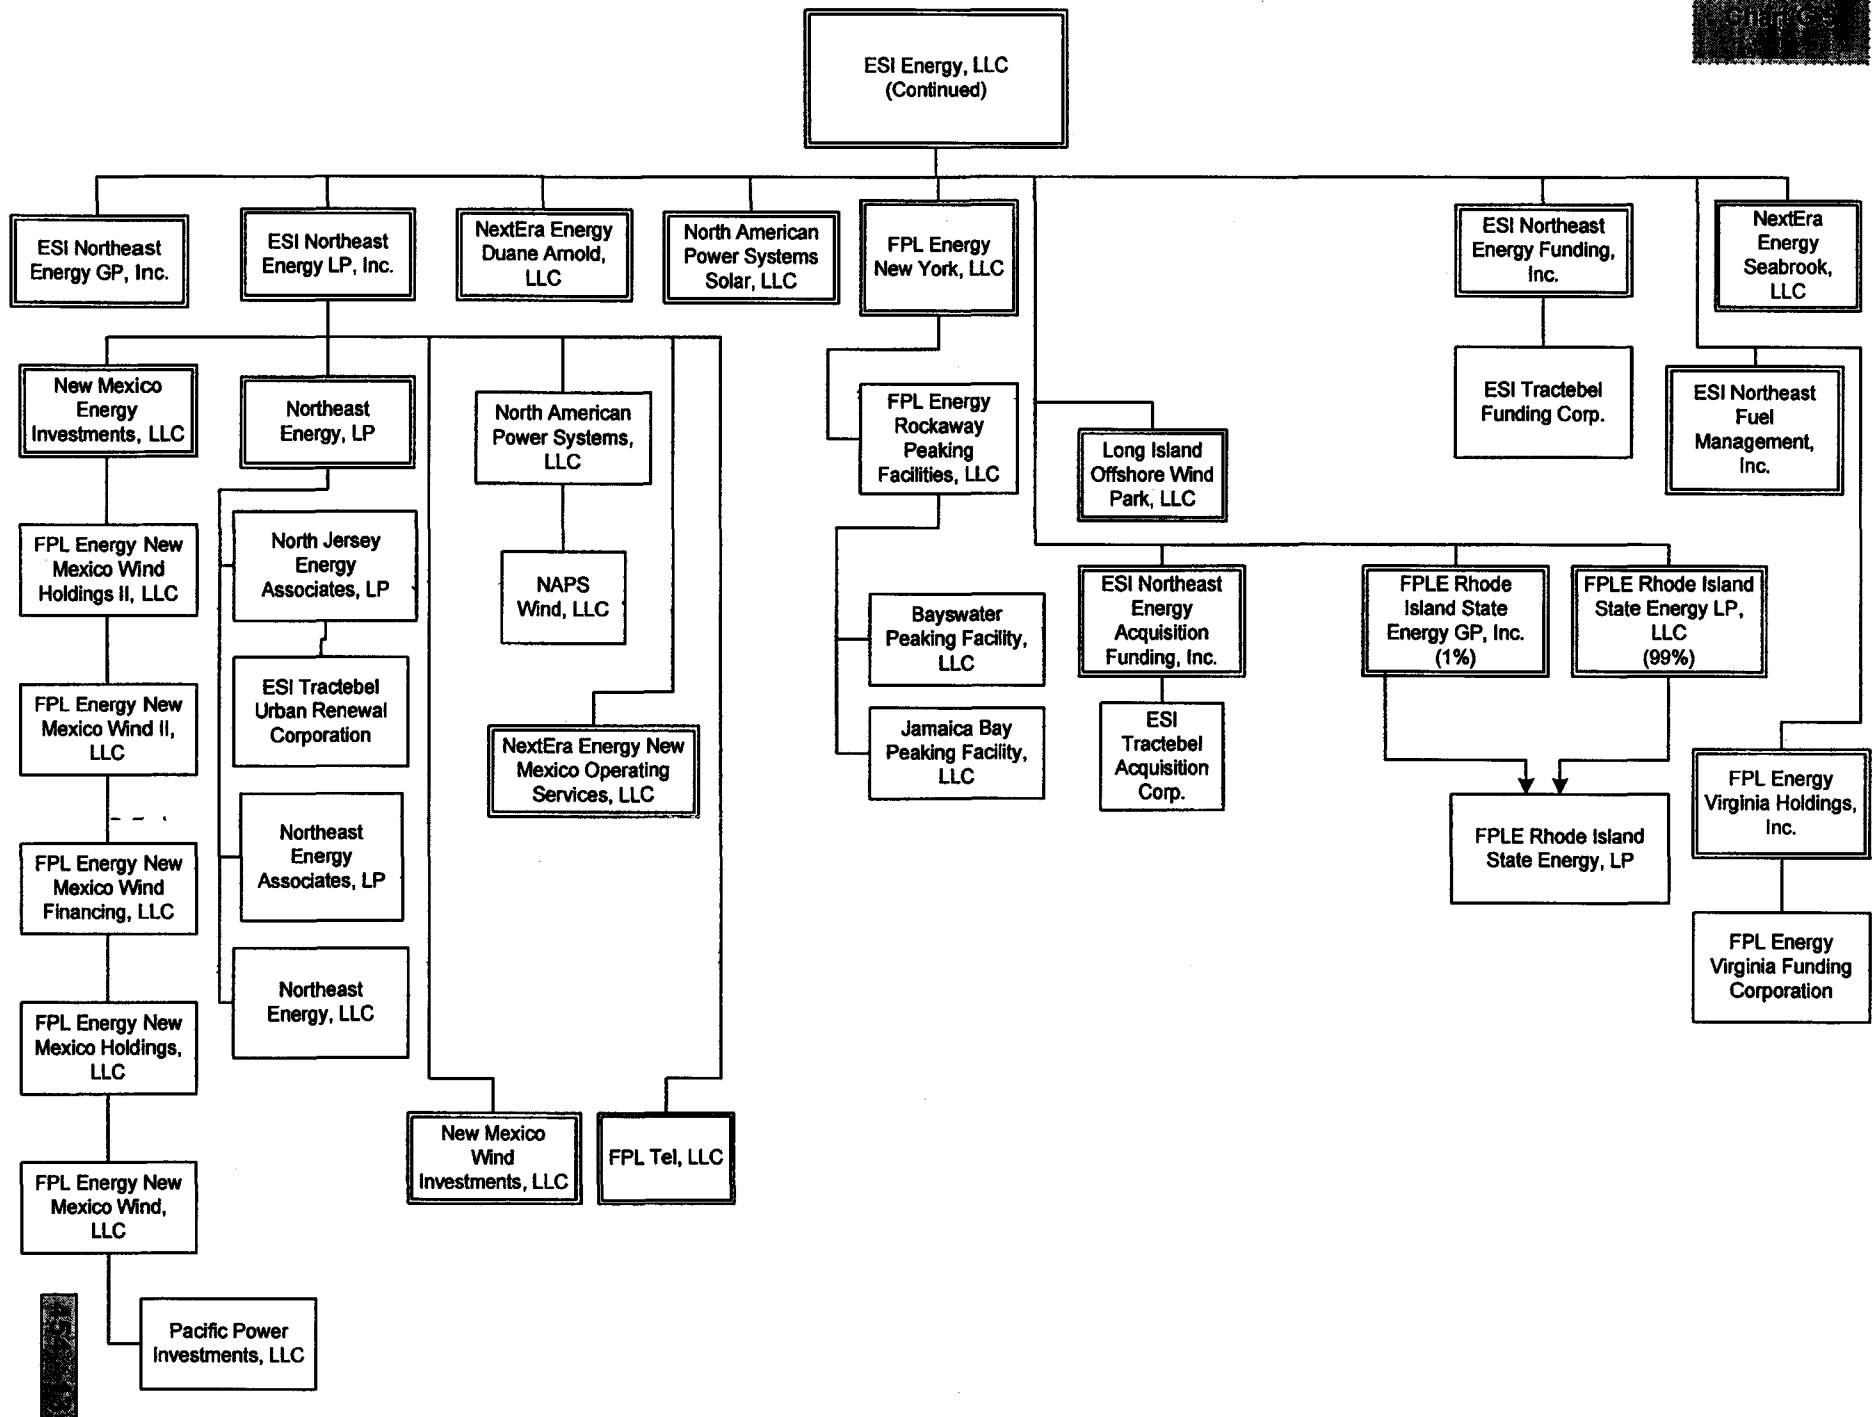 ESI Energy, LLC
(Continued)
ESI Northeast
Energy GP, Inc.
ESI Northeast
Energy LP, Inc.
NextEra Energy
Duane Arnold,
LLC
North American
Power Systems
Solar, LLC
FPL Energy
New York, LLC
ESI Northeast
Energy Funding,
Inc.
NextEra
Energy
Seabrook,
LLC
New Mexico
Energy
Investments, LLC
Northeast
Energy, LP
North American
Power Systems,
LLC
FPL Energy
Rockaway
Peaking
Facilities, LLC
Long Island
Offshore Wind
Park, LLC
ESI Tractebel
Funding Corp.
ESI Northeast
Fuel
Management,
Inc.
FPL Energy New
Mexico Wind
Holdings II, LLC
North Jersey
Energy
Associates, LP
NAPS
Wind, LLC
Bayswater
Peaking Facility,
LLC
ESI Northeast
Energy
Acquisition
Funding, Inc.
FPLE Rhode
Island State
Energy GP, Inc.
(1%)
FPLE Rhode Island
State Energy LP,
LLC
(99%)
FPL Energy New
Mexico Wind II,
LLC
ESI Tractebel
Urban Renewal
Corporation
NextEra Energy New
Mexico Operating
Services, LLC
Jamaica Bay
Peaking Facility,
LLC
ESI
Tractebel
Acquisition
Corp.
FPLE Rhode Island
State Energy, LP
FPL Energy
Virginia Holdings,
Inc.
FPL Energy New
Mexico Wind
Financing, LLC
Northeast
Energy
Associates, LP
FPL Energy
Virginia Funding
Corporation
FPL Energy New
Mexico Holdings,
LLC
Northeast
Energy, LLC
New Mexico
Wind
Investments, LLC
FPL Tel, LLC
FPL Energy New
Mexico Wind,
LLC
Pacific Power
Investments, LLC